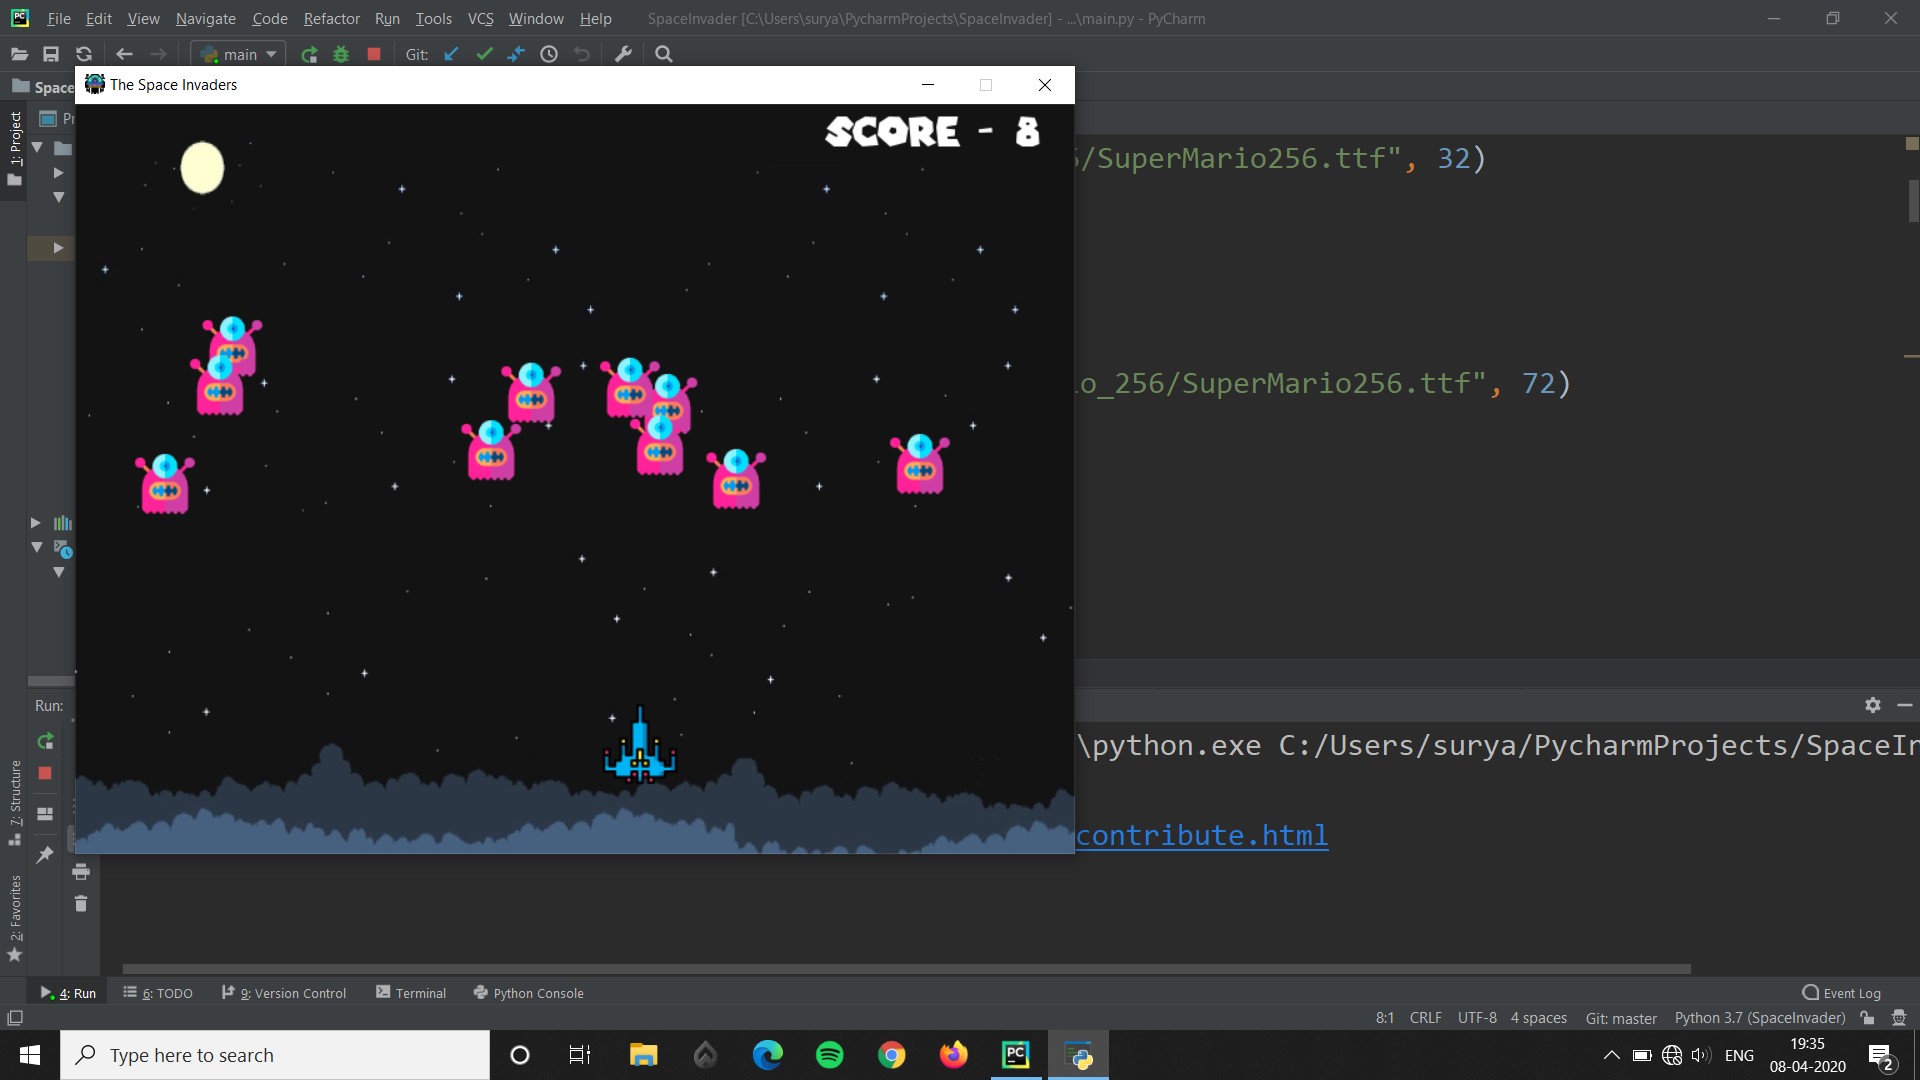 File Edit View Navigate Code Refactor Run Tools VCS Window Help SpaceInvader [C:\Users\surya\PycharmProjects\SpaceInvader] - ...\main.py - PyCharm
main Git:
Space
The Space Invaders
1: Project
Pr
SCORE - 8
/SuperMario256.ttf", 32)
o_256/SuperMario256.ttf", 72)
Run:
\python.exe C:/Users/surya/PycharmProjects/SpaceIn
7: Structure
contribute.html
2: Favorites
4: Run 6: TODO 9: Version Control Terminal Python Console Event Log
8:1 CRLF UTF-8 4 spaces Git: master Python 3.7 (SpaceInvader)
Type here to search
PC
ENG
19:35
08-04-2020
2